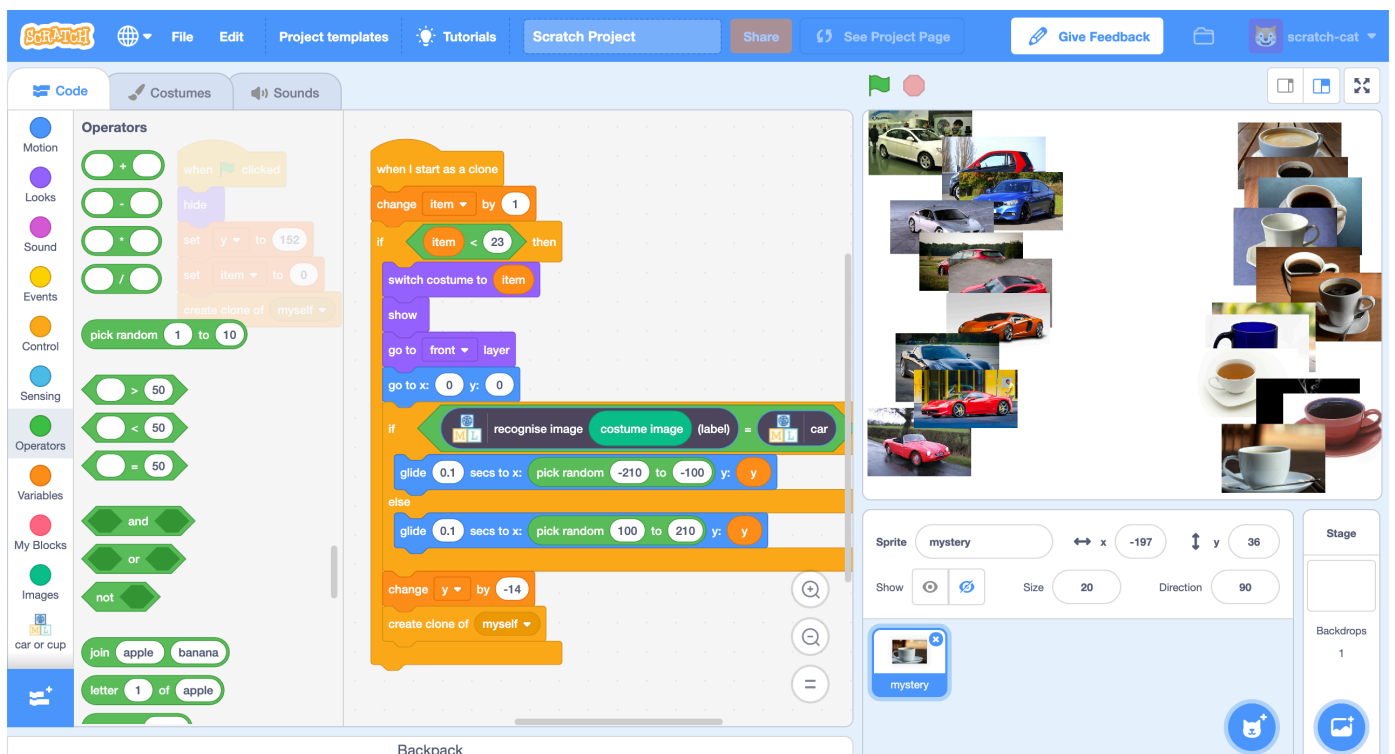 SCRATCH File Edit Project templates Tutorials Scratch Project Share See Project Page Give Feedback scratch-cat
Code Costumes Sounds
Motion
Looks
Sound
Events
Control
Sensing
Operators
Variables
My Blocks
Images
ML
car or cup
Operators
+
-
*
/
pick random 1 to 10
> 50
< 50
= 50
and
or
not
join apple banana
letter 1 of apple
when clicked
hide
set y to 152
set item to 0
create clone of myself
when I start as a clone
change item by 1
if item < 23 then
switch costume to item
show
go to front layer
go to x: 0 y: 0
if ML recognise image costume image (label) = ML car
glide 0.1 secs to x: pick random -210 to -100 y: y
else
glide 0.1 secs to x: pick random 100 to 210 y: y
change y by -14
create clone of myself
Backpack
Sprite mystery x -197 y 36
Show Size 20 Direction 90
mystery
Stage
Backdrops
1